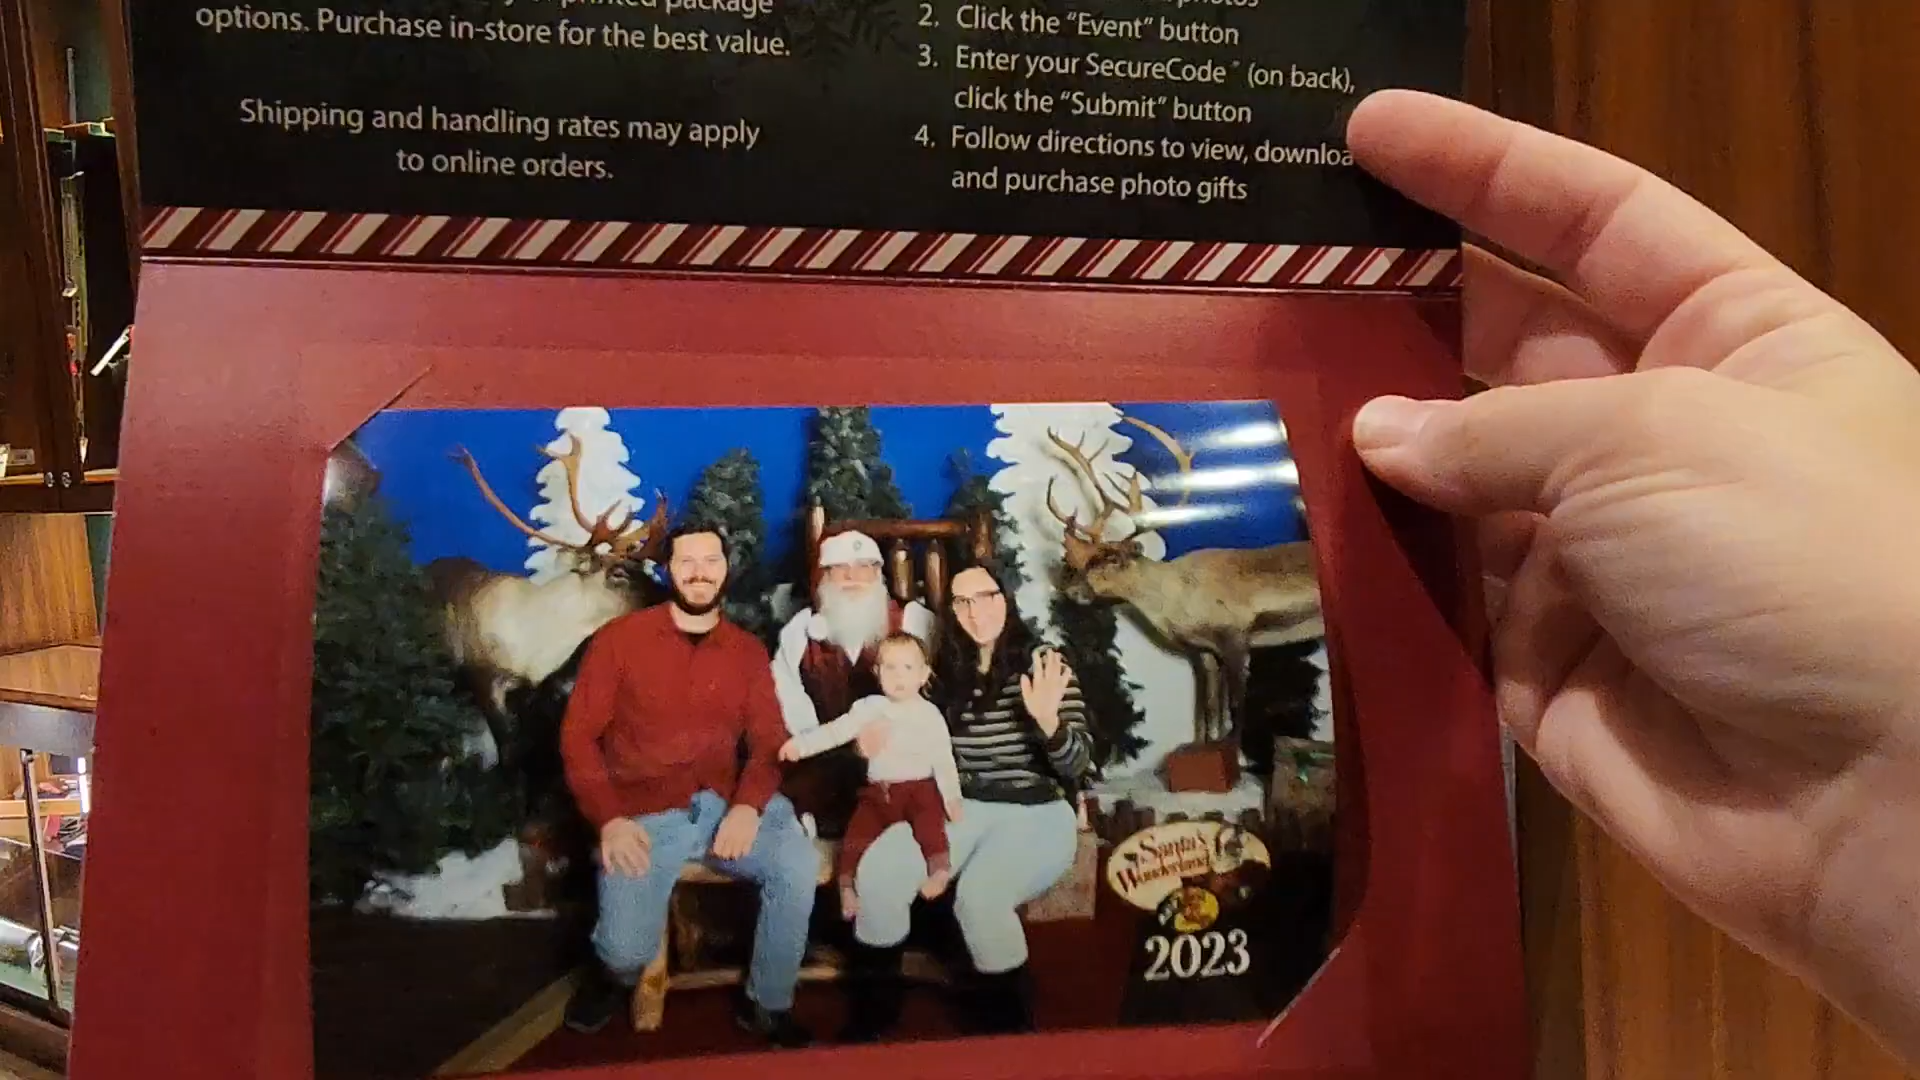 package
options. Purchase in-store for the best value.
Shipping and handling rates may apply
to online orders.
2. Click the “Event” button
3. Enter your SecureCode (on back),
click the “Submit” button
4. Follow directions to view, downloa
and purchase photo gifts
Santa's
Wonderland
2023